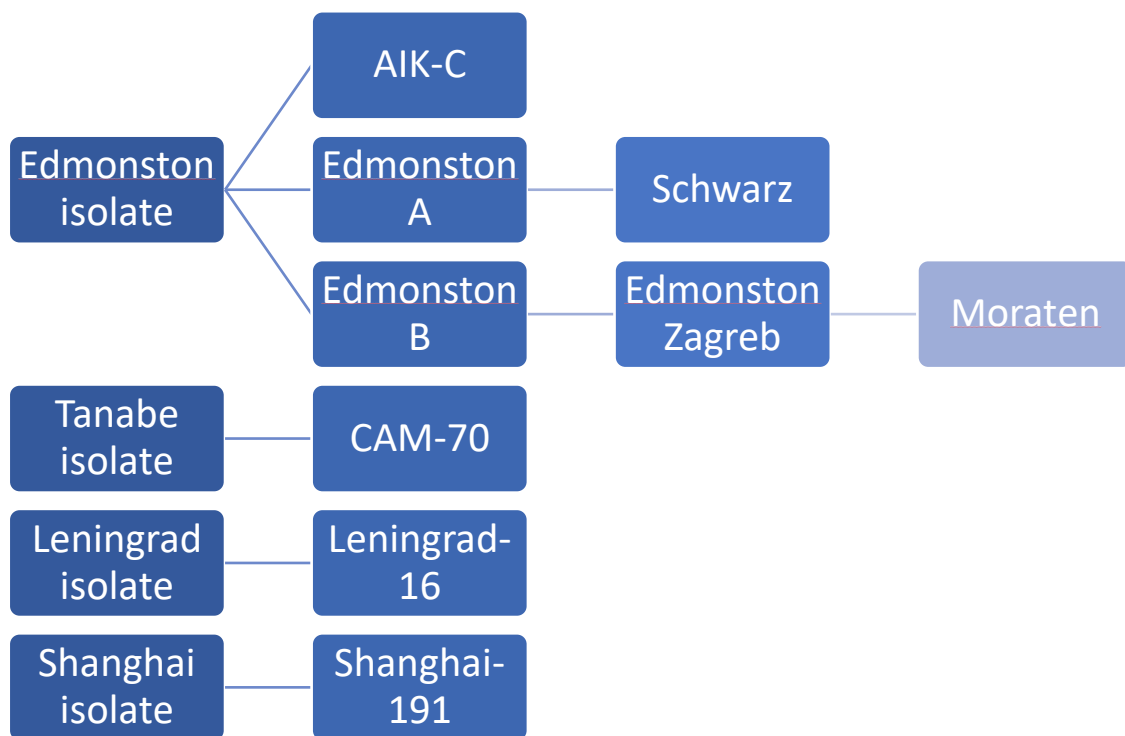 AIK-C
Edmonston
isolate
Edmonston
A
Schwarz
Edmonston
B
Edmonston
Zagreb
Moraten
Tanabe
isolate
CAM-70
Leningrad
isolate
Leningrad-
16
Shanghai
isolate
Shanghai-
191